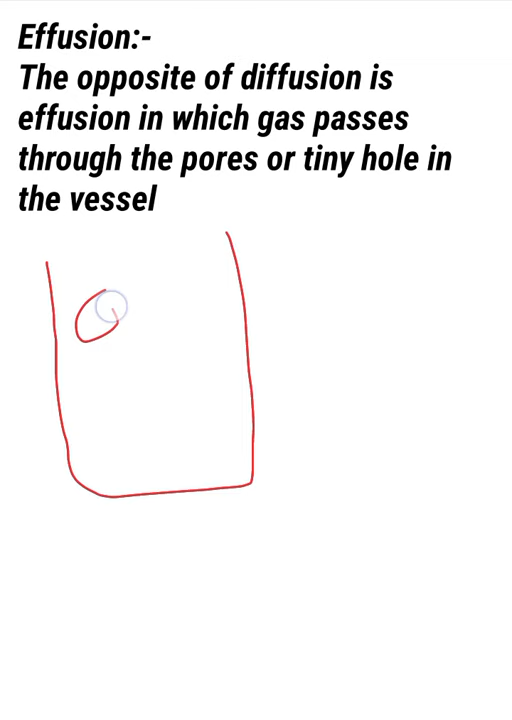 Effusion:-
The opposite of diffusion is
effusion in which gas passes
through the pores or tiny hole in
the vessel